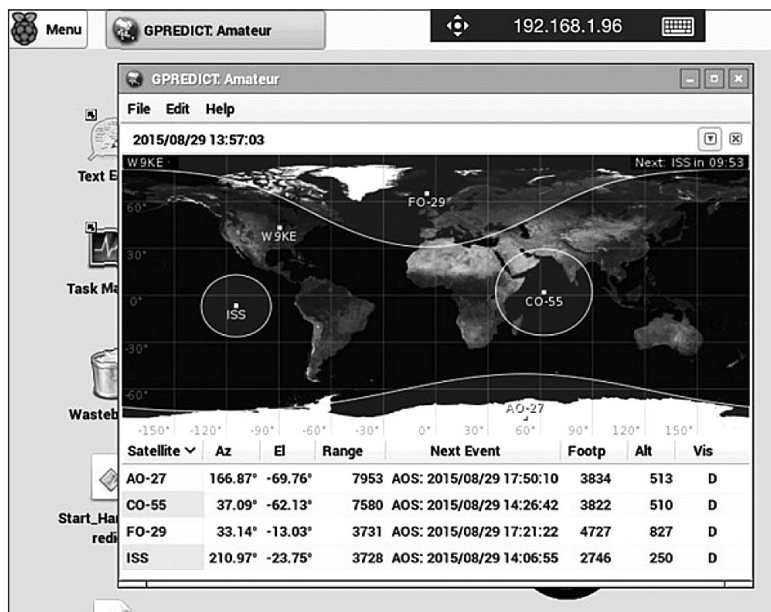 Menu GPREDICT: Amateur 192.168.1.96
GPREDICT: Amateur
File Edit Help
2015/08/29 13:57:03
W9KE Next: ISS in 09:53
60°
FO-29
W9KE
30°
0°
ISS
CO-55
-30°
-60°
AO-27
-150° -120° -90° -60° -30° 0° 30° 60° 90° 120° 150°
Satellite Az El Range Next Event Footp Alt Vis
AO-27 166.87° -69.76° 7953 AOS: 2015/08/29 17:50:10 3834 513 D
CO-55 37.09° -62.13° 7580 AOS: 2015/08/29 14:26:42 3822 510 D
FO-29 33.14° -13.03° 3731 AOS: 2015/08/29 17:21:22 4727 827 D
ISS 210.97° -23.75° 3728 AOS: 2015/08/29 14:06:55 2746 250 D
Text E
Task Ma
Wasteb
Start_Ha
redi